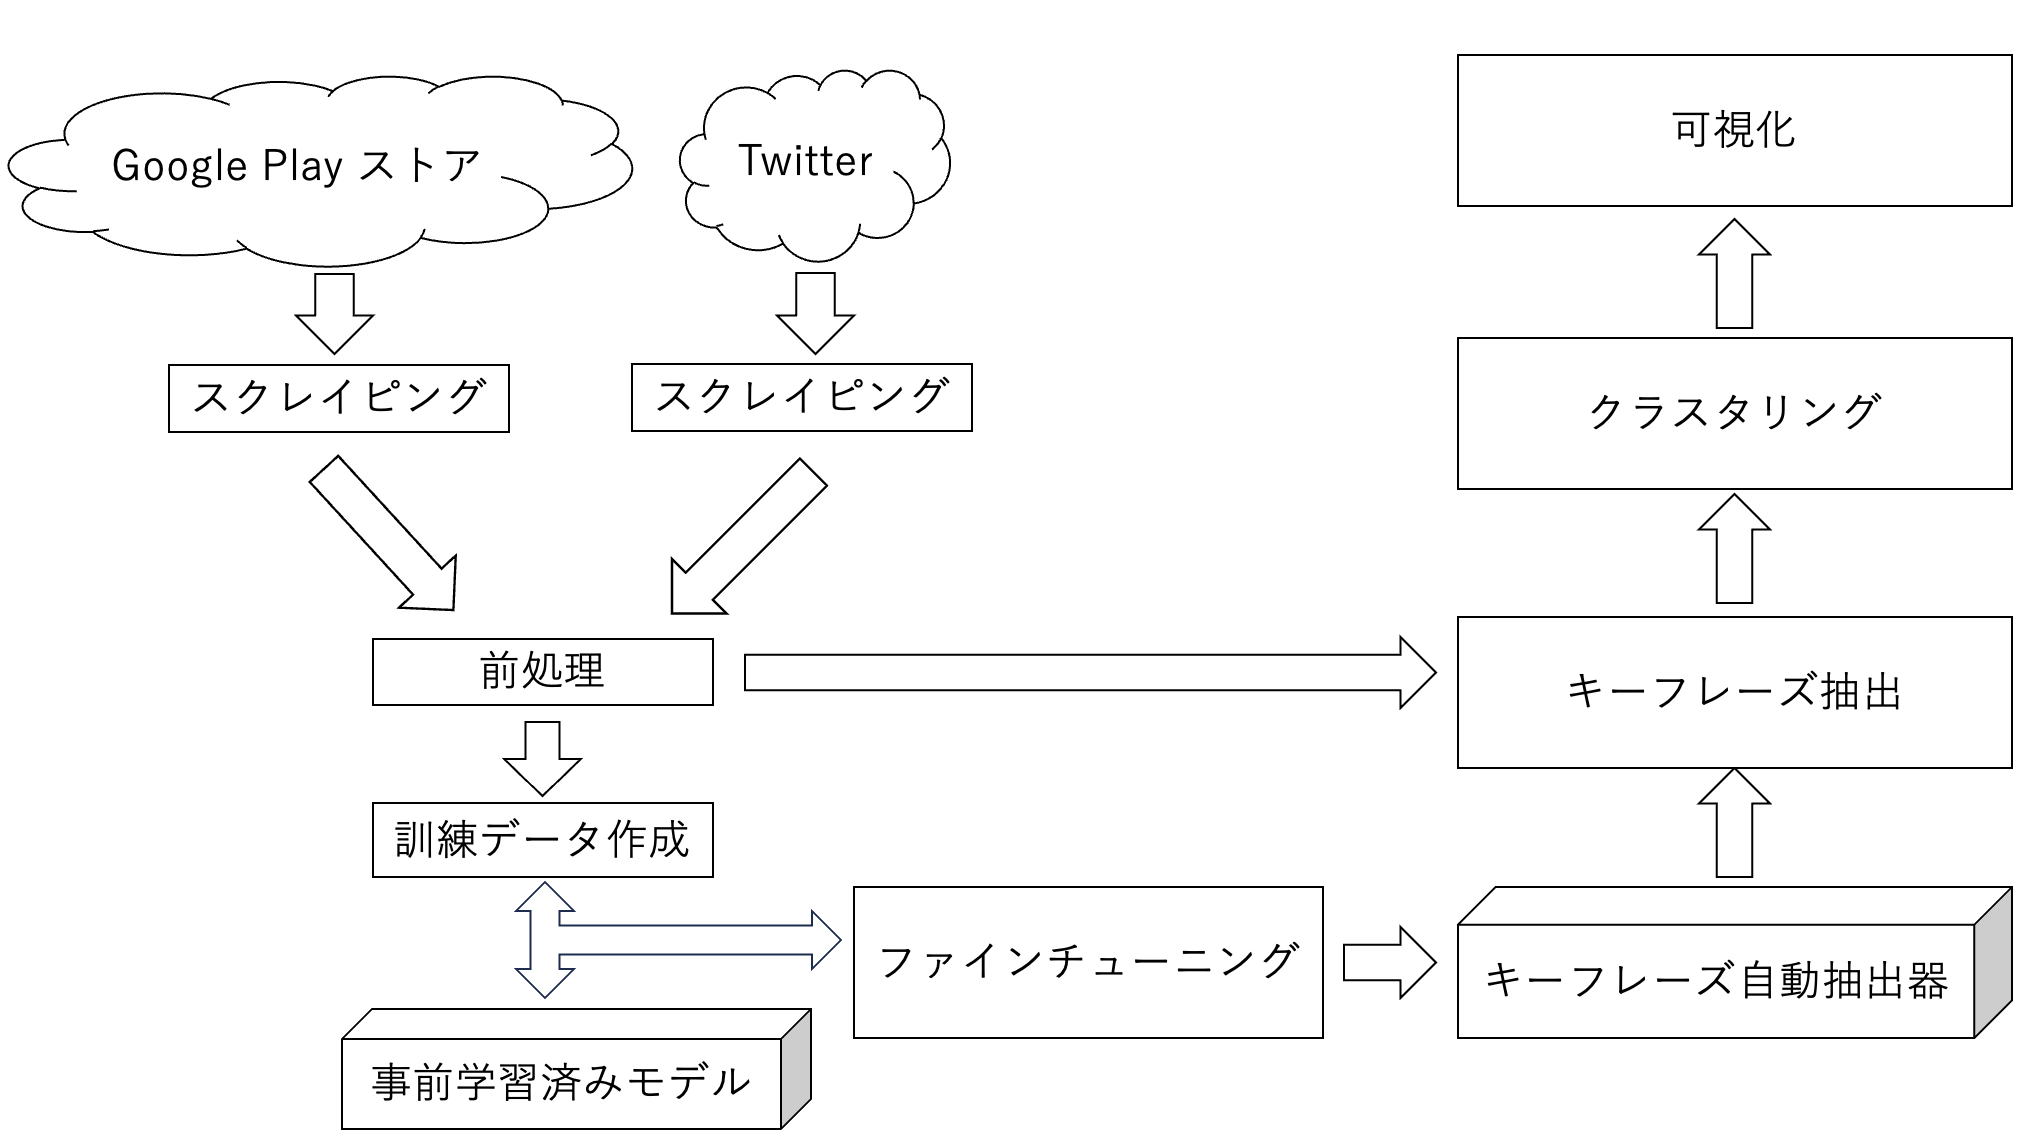 Google Play ストア
Twitter
スクレイピング
スクレイピング
前処理
訓練データ作成
事前学習済みモデル
ファインチューニング
キーフレーズ自動抽出器
キーフレーズ抽出
クラスタリング
可視化